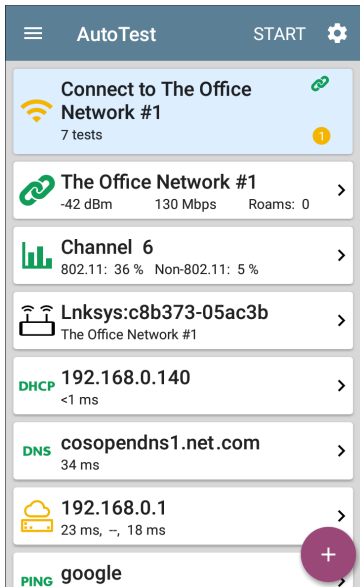 AutoTest START
Connect to The Office
Network #1
7 tests
1
The Office Network #1
-42 dBm 130 Mbps Roams: 0
Channel 6
802.11: 36 % Non-802.11: 5 %
Lnksys:c8b373-05ac3b
The Office Network #1
DHCP
192.168.0.140
<1 ms
DNS
cosopendns1.net.com
34 ms
192.168.0.1
23 ms, --, 18 ms
PING
google
+